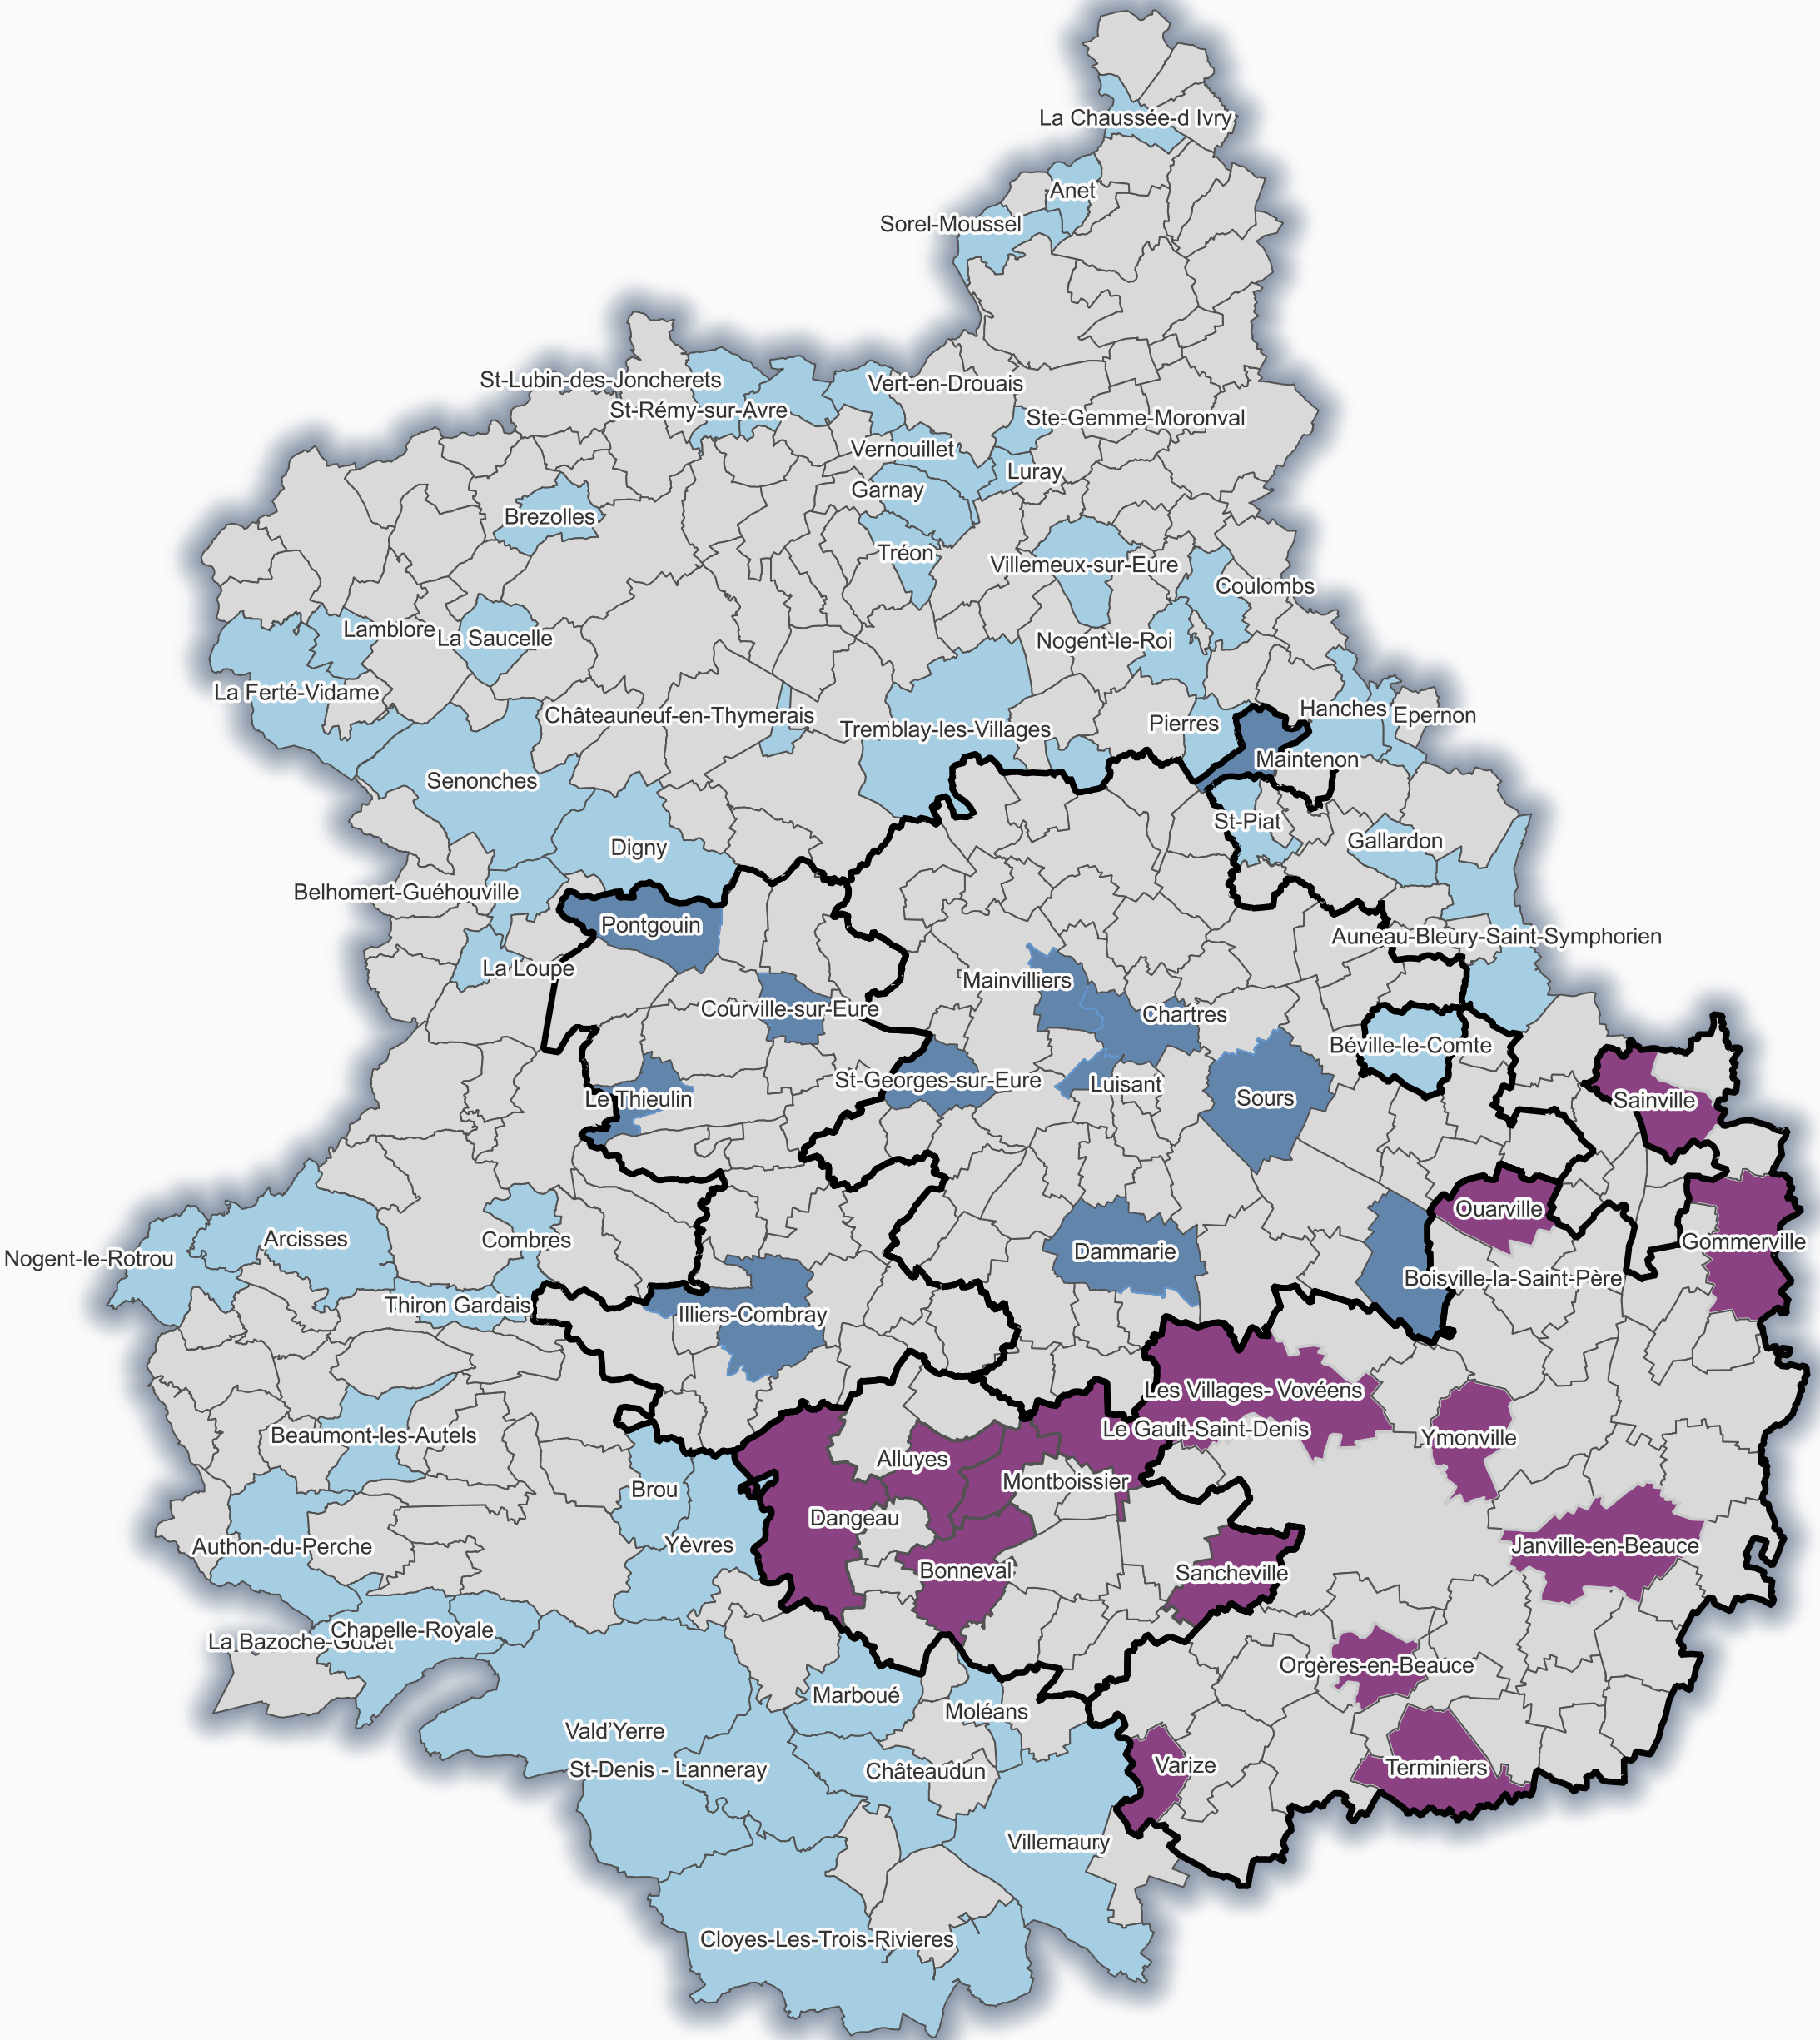 La Chaussée-d Ivry
Anet
Sorel-Moussel
St-Lubin-des-Joncherets
Vert-en-Drouais
St-Rémy-sur-Avre
Ste-Gemme-Moronval
Vernouillet
Luray
Garnay
Brezolles
Tréon
Villemeux-sur-Eure
Coulombs
Lamblore
La Saucelle
Nogent-le-Roi
La Ferté-Vidame
Châteauneuf-en-Thymerais
Tremblay-les-Villages
Pierres
Hanches
Epernon
Maintenon
Senonches
St-Piat
Gallardon
Digny
Belhomert-Guéhouville
Pontgouin
Auneau-Bleury-Saint-Symphorien
La Loupe
Mainvilliers
Courville-sur-Eure
Chartres
Béville-le-Comte
St-Georges-sur-Eure
Luisant
Le Thieulin
Sours
Sainville
Ouarville
Arcisses
Combres
Gommerville
Nogent-le-Rotrou
Dammarie
Boisville-la-Saint-Père
Thiron Gardais
Illiers-Combray
Les Villages- Vovéens
Le Gault-Saint-Denis
Beaumont-les-Autels
Ymonville
Alluyes
Montboissier
Brou
Dangeau
Authon-du-Perche
Yèvres
Janville-en-Beauce
Bonneval
Sancheville
Chapelle-Royale
La Bazoche-Gouet
Orgères-en-Beauce
Marboué
Moléans
Vald'Yerre
St-Denis - Lanneray
Châteaudun
Varize
Terminiers
Villemaury
Cloyes-Les-Trois-Rivieres